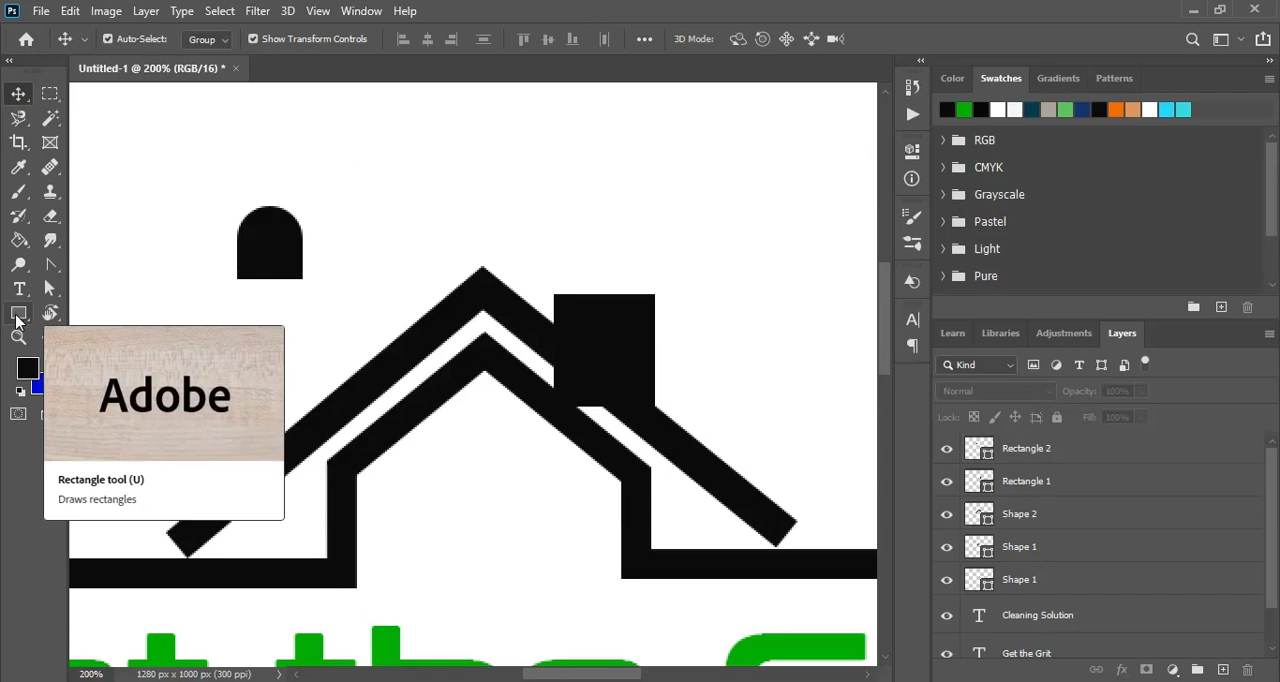 Ps File Edit Image Layer Type Select Filter 3D View Window Help
Auto-Select: Group Show Transform Controls 3D Mode:
Untitled-1 @ 200% (RGB/16) *
Color Swatches Gradients Patterns
RGB
CMYK
Grayscale
Pastel
Light
Pure
Adobe
Rectangle tool (U)
Draws rectangles
Learn Libraries Adjustments Layers
Kind
Normal Opacity: 100%
Lock: Fill: 100%
Rectangle 2
Rectangle 1
Shape 2
Shape 1
Shape 1
Cleaning Solution
Get the Grit
200% 1280 px x 1000 px (300 ppi)